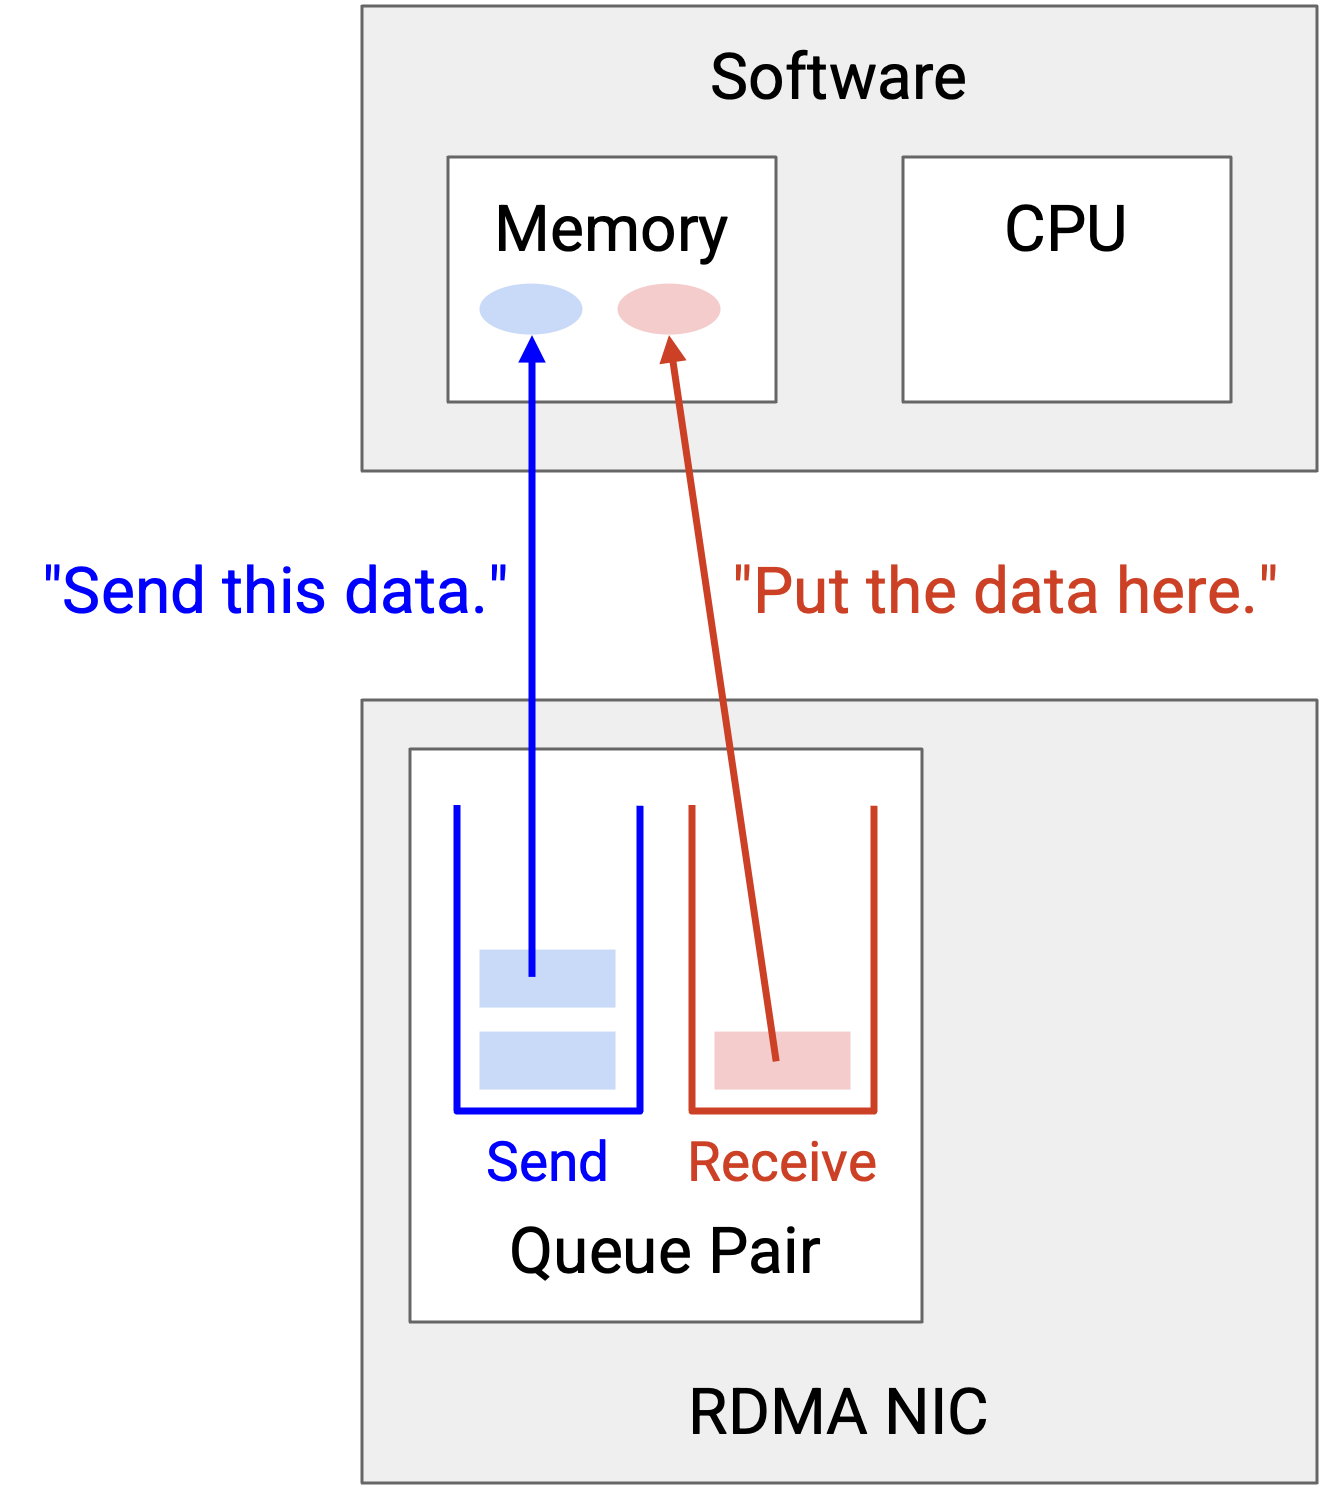 Software
Memory
CPU
"Send this data."
"Put the data here."
Send
Receive
Queue Pair
RDMA NIC